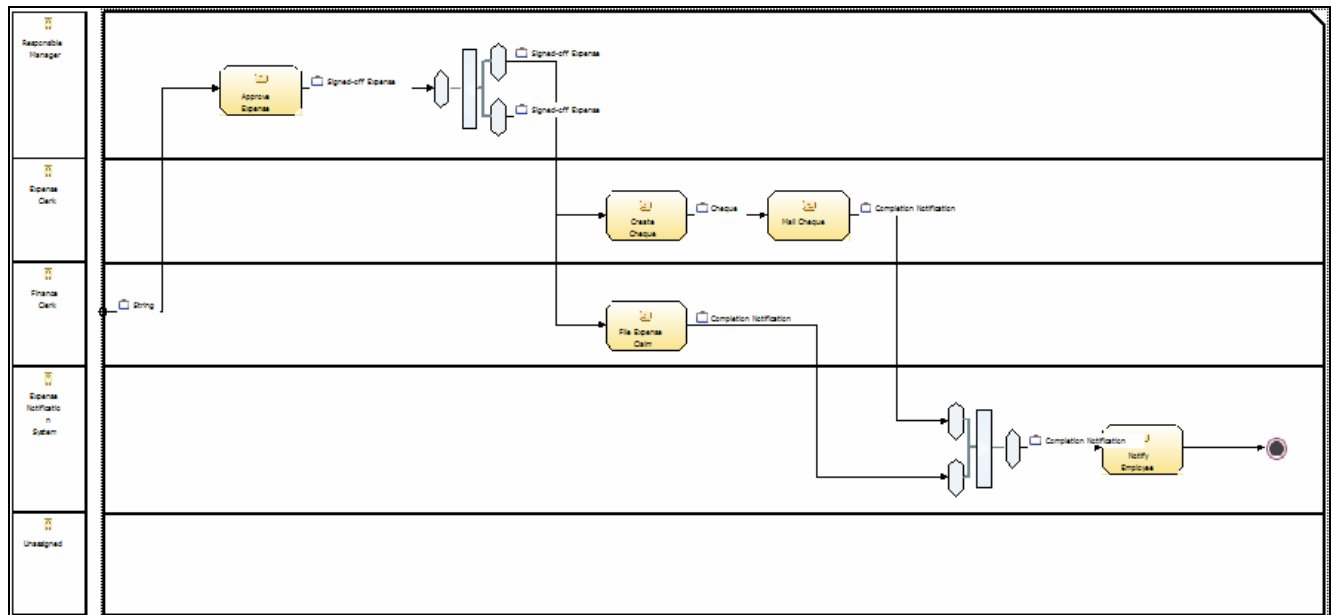 Responsible
Manager
Approve
Expense
Signed-off Expense
Signed-off Expense
Signed-off Expense
Expense
Clerk
Create
Cheque
Cheque
Mail Cheque
Completion Notification
Finance
Clerk
String
File Expense
Claim
Completion Notification
Expense
Notificatio
n
System
Completion Notification
Notify
Employee
Unassigned